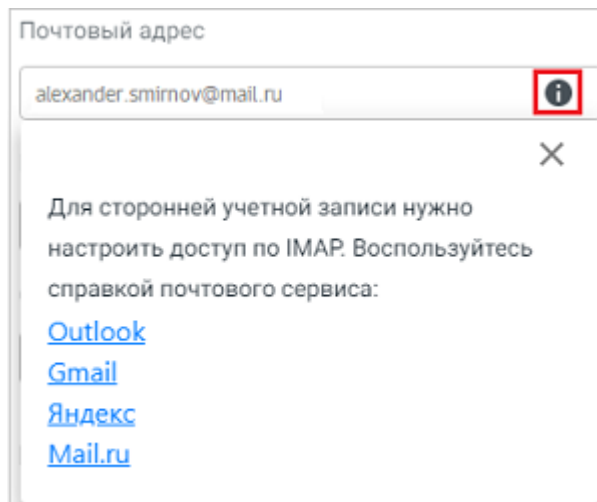 Почтовый адрес
alexander.smirnov@mail.ru
Для сторонней учетной записи нужно
настроить доступ по IMAP. Воспользуйтесь
справкой почтового сервиса:
Outlook
Gmail
Яндекс
Mail.ru